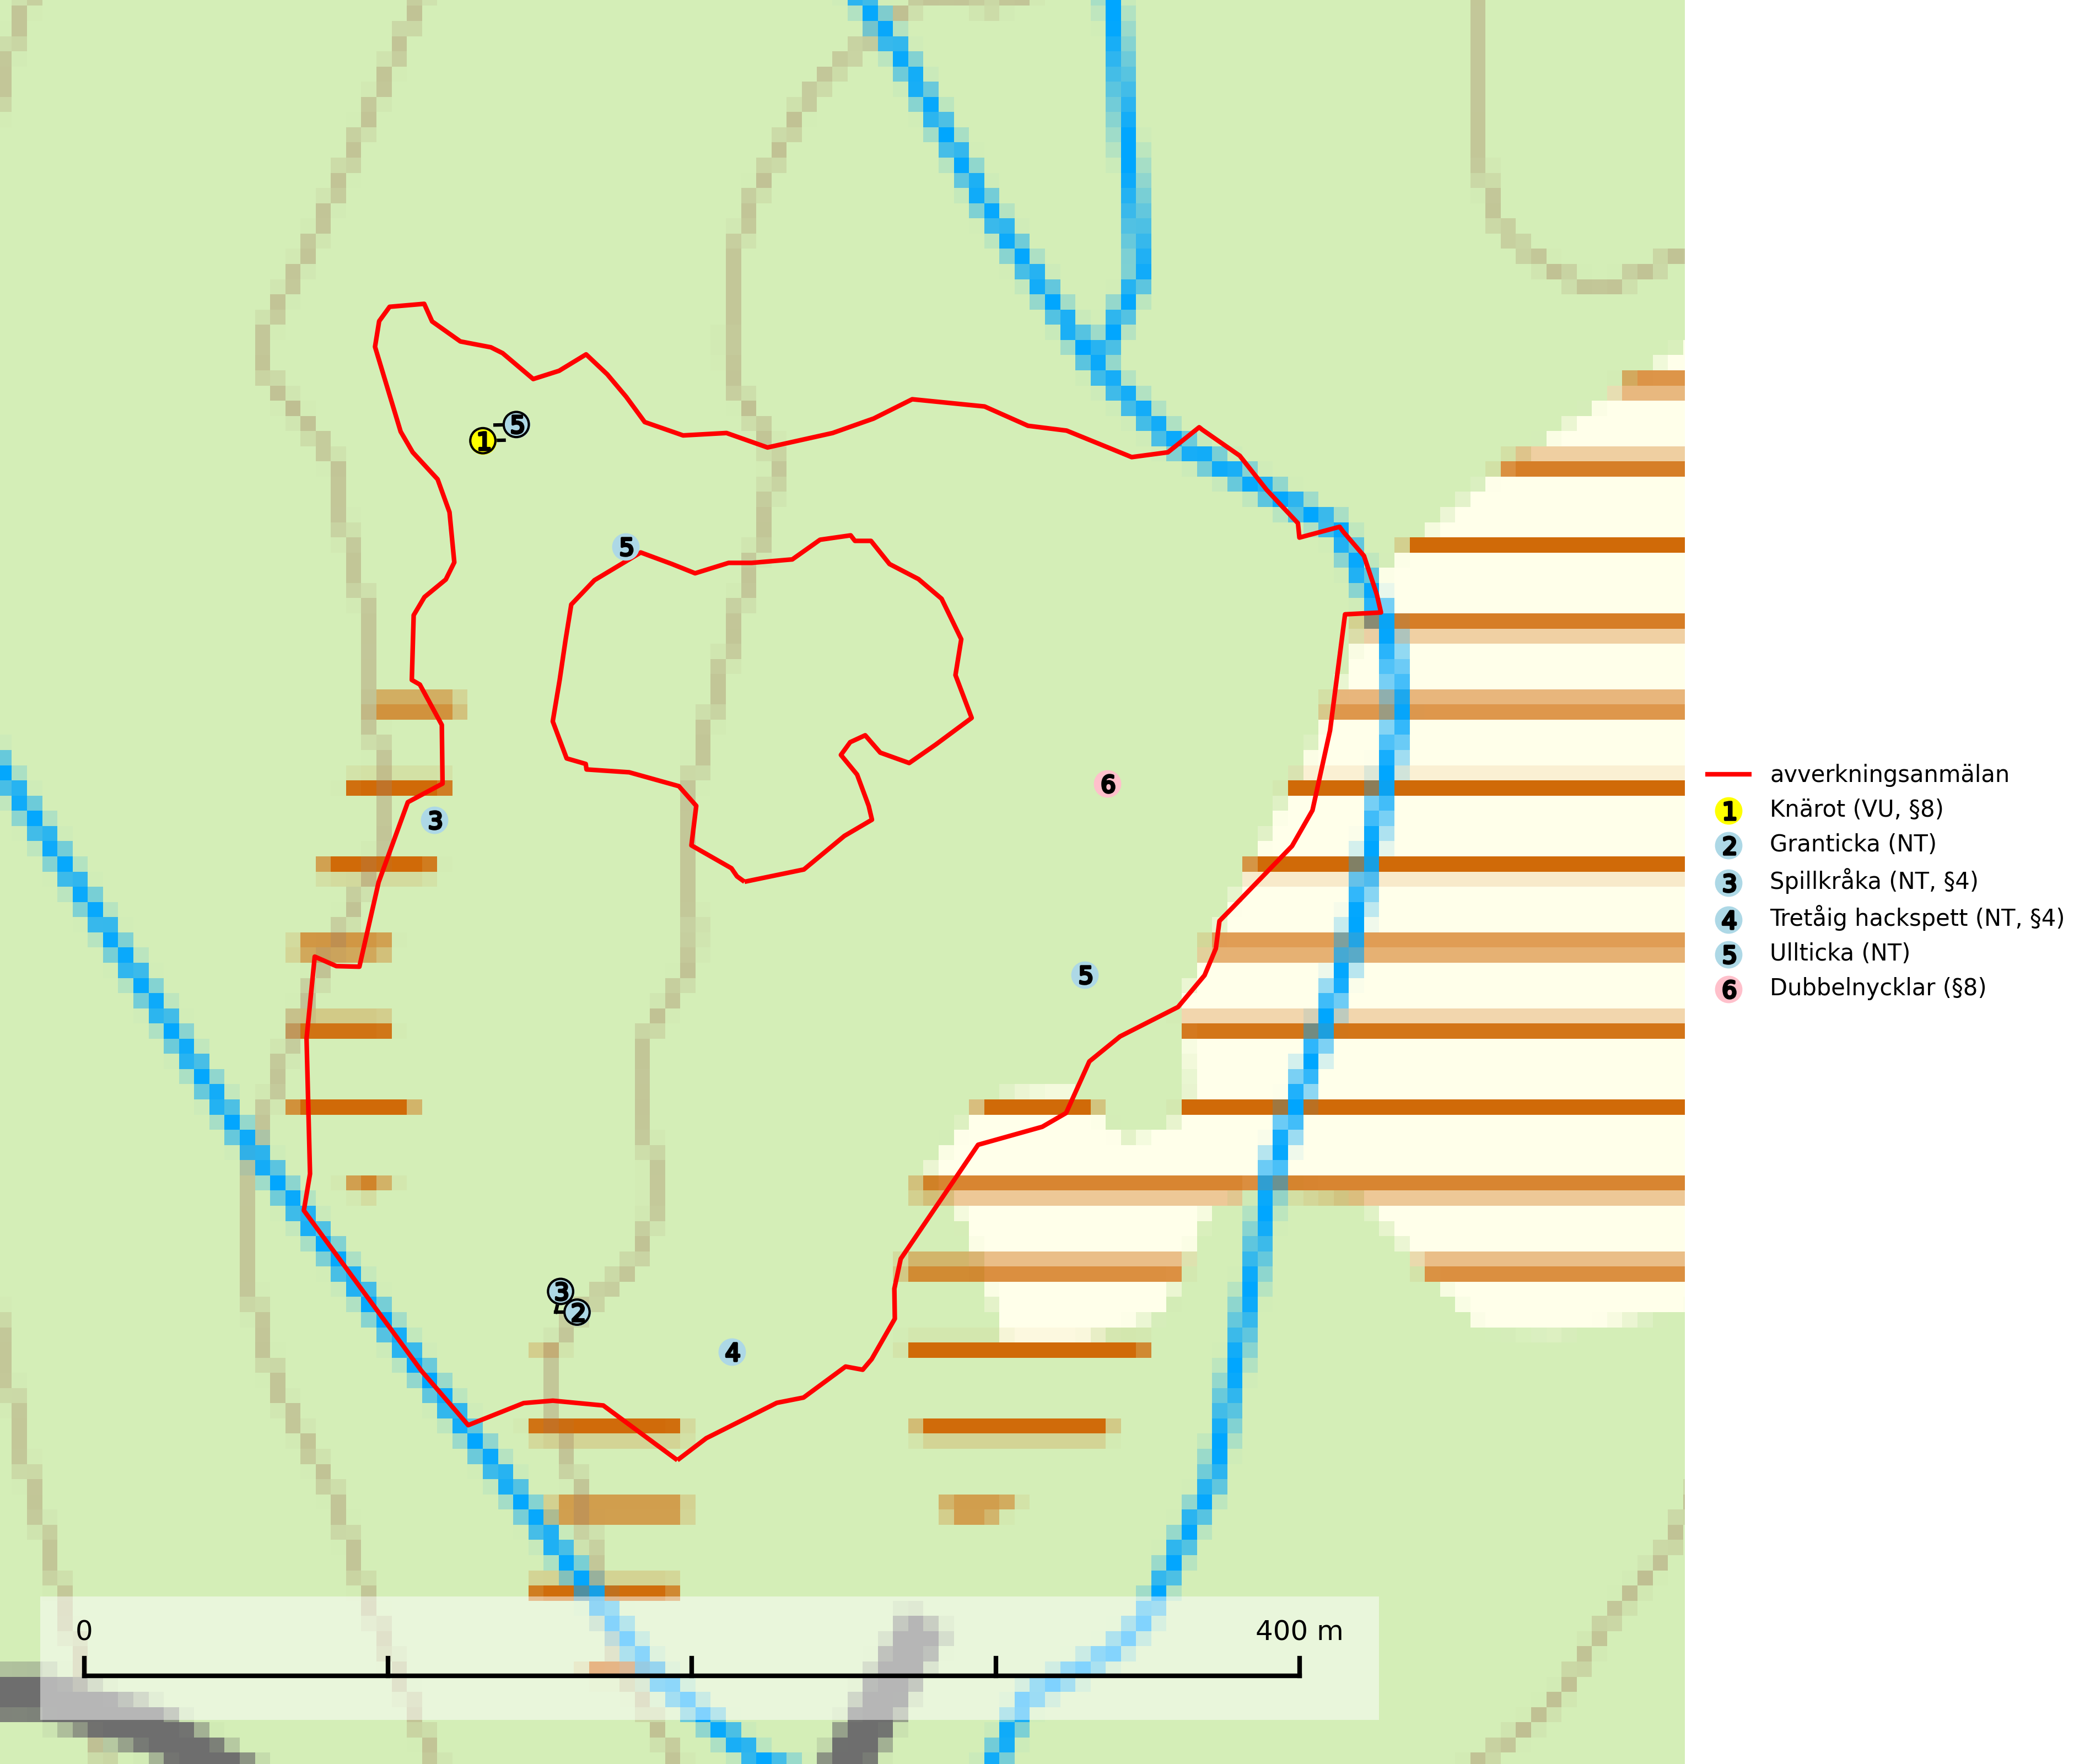 1
5
5
6
3
5
3
2
4
0
400 m
avverkningsanmälan
1 Knärot (VU, §8)
2 Granticka (NT)
3 Spillkråka (NT, §4)
4 Tretåig hackspett (NT, §4)
5 Ullticka (NT)
6 Dubbelnycklar (§8)